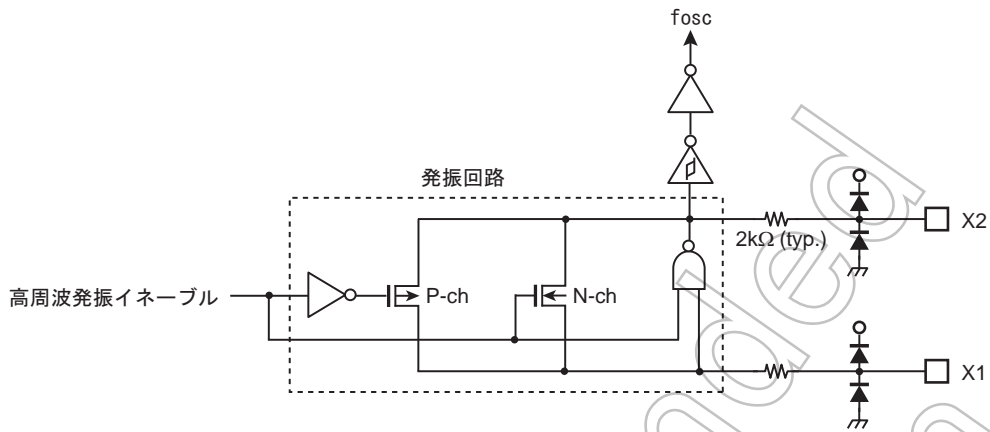 fosc
発振回路
2kΩ (typ.)
X2
高周波発振イネーブル
P-ch
N-ch
X1